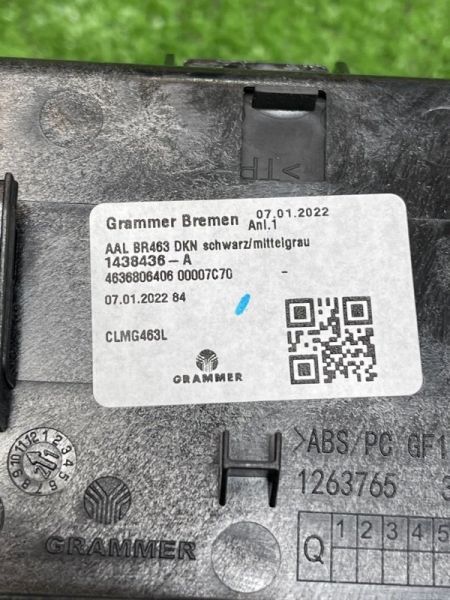 >TP
Grammer Bremen 07.01.2022
Anl.1
AAL BR463 DKN schwarz/mittelgrau
1438436-A
4636806406 00007C70 -
07.01.2022 84
CLMG463L
GRAMMER
>ABS/PC GF1
1263765
GRAMMER
1 2 3 4 5
Q